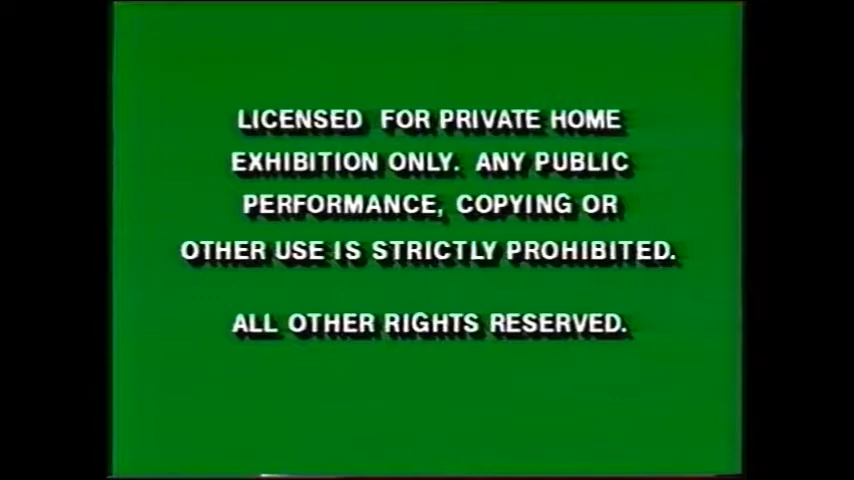 LICENSED FOR PRIVATE HOME
EXHIBITION ONLY. ANY PUBLIC
PERFORMANCE, COPYING OR
OTHER USE IS STRICTLY PROHIBITED.
ALL OTHER RIGHTS RESERVED.